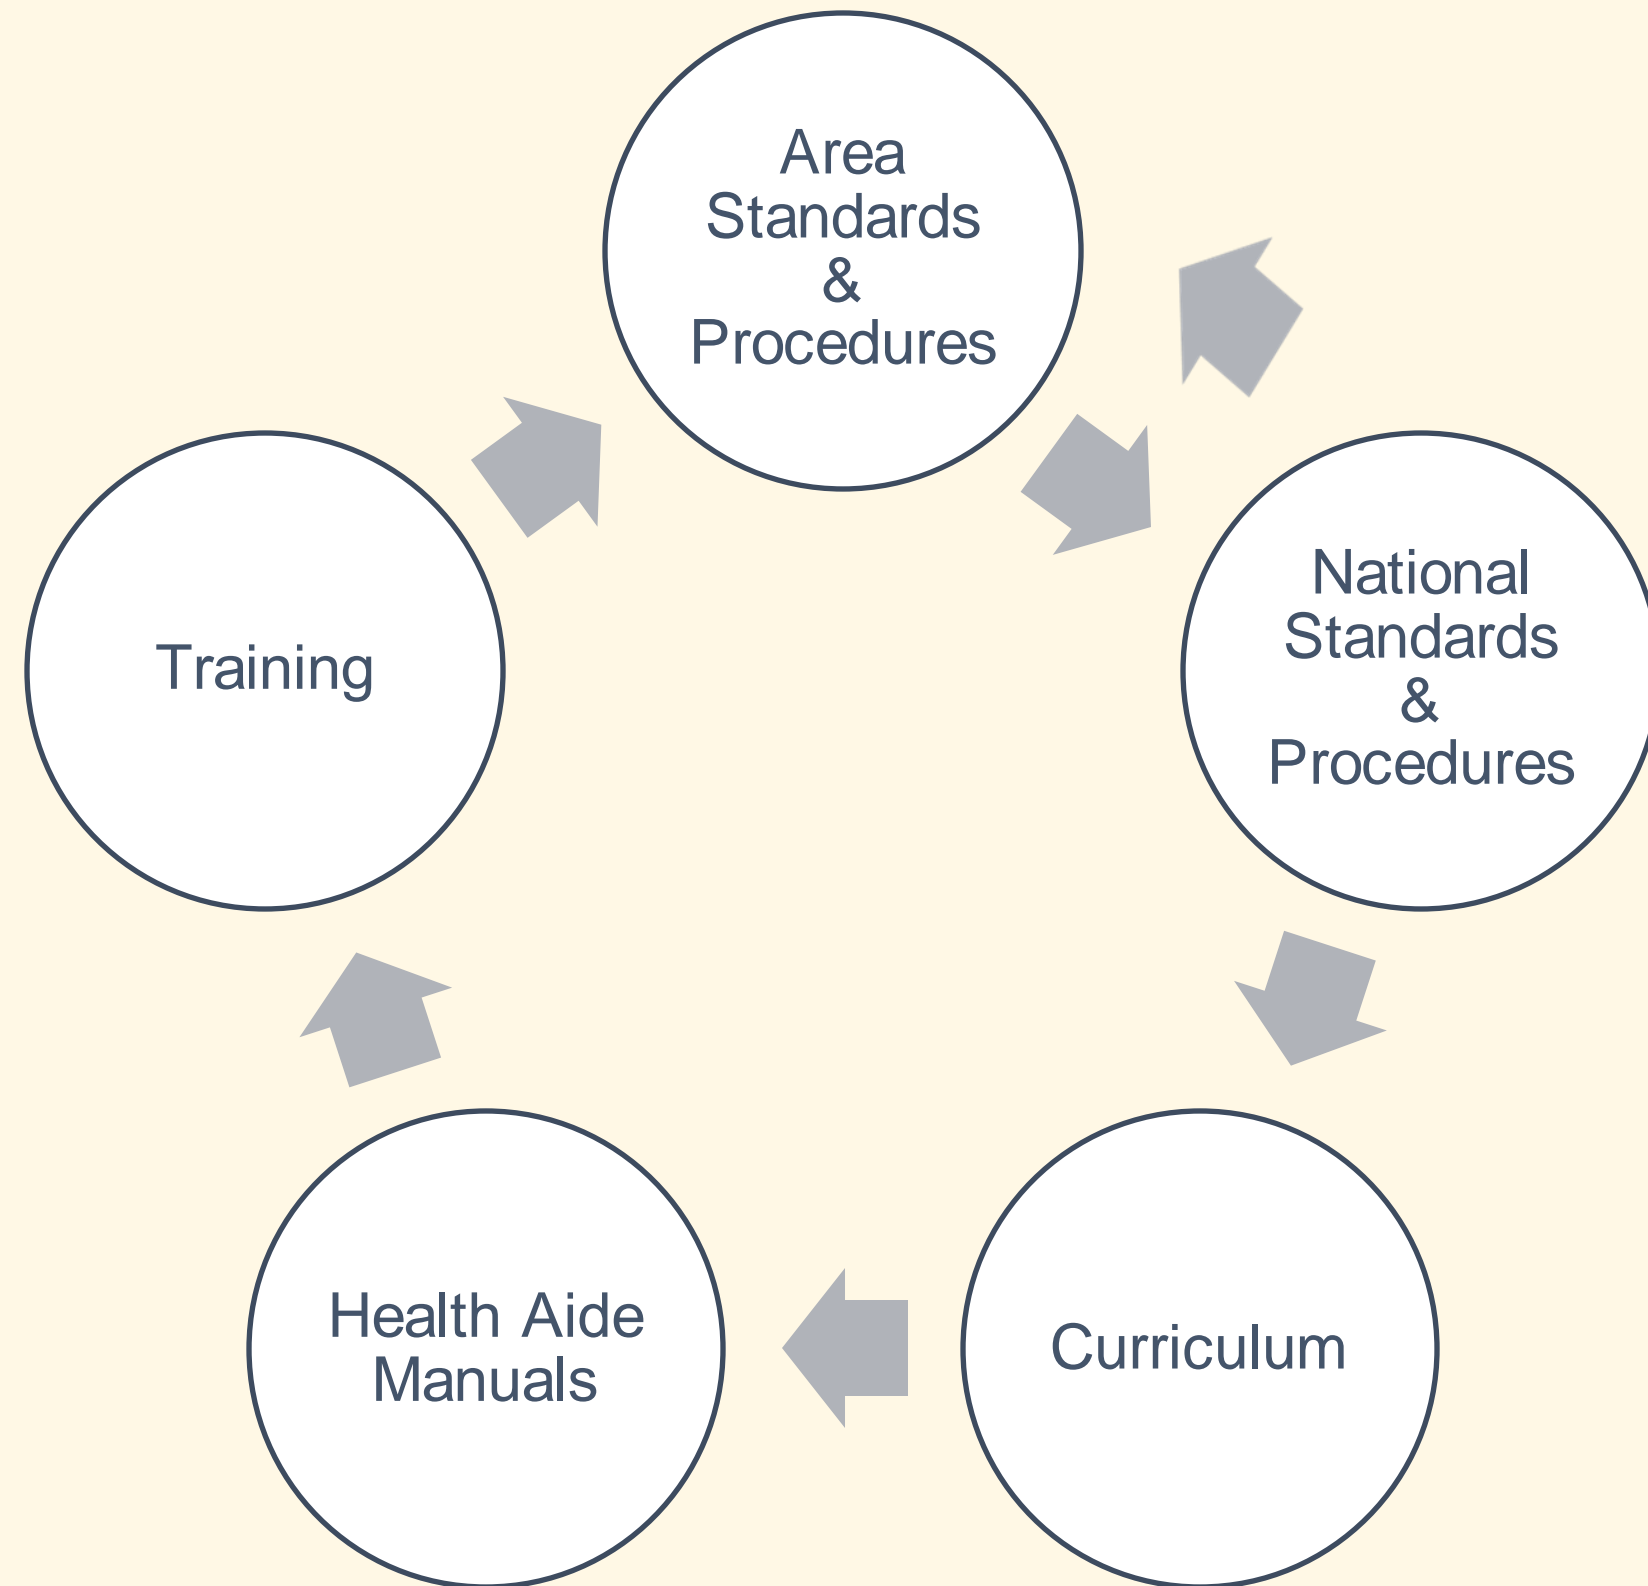 Area
Standards
&
Procedures
National
Standards
&
Procedures
Curriculum
Health Aide
Manuals
Training